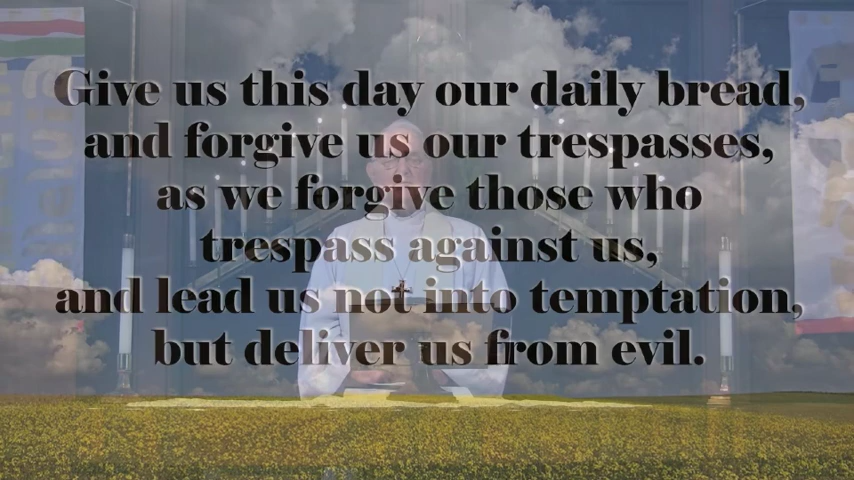 Give us this day our daily bread,
and forgive us our trespasses,
as we forgive those who
trespass against us,
and lead us not into temptation,
but deliver us from evil.